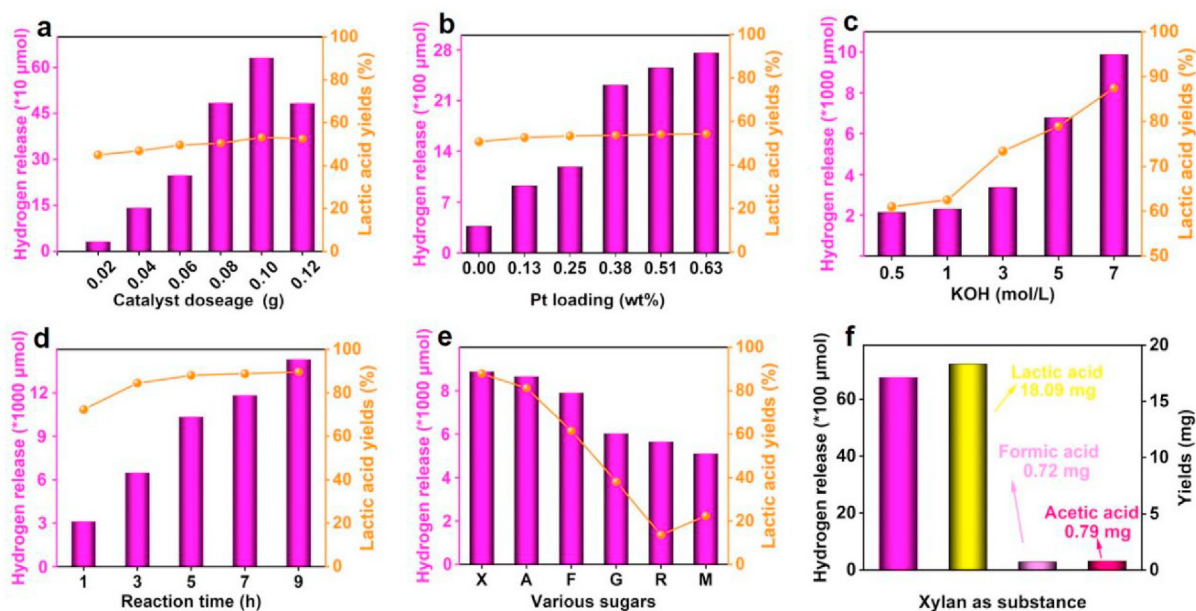 a
Hydrogen release (*10 μmol)
60
45
30
15
0
100
80
60
40
20
0
Lactic acid yields (%)
0.02
0.04
0.06
0.08
0.10
0.12
Catalyst doseage (g)
b
Hydrogen release (*100 μmol)
28
21
14
7
0
100
80
60
40
20
0
Lactic acid yields (%)
0.00 0.13 0.25 0.38 0.51 0.63
Pt loading (wt%)
c
Hydrogen release (*1000 μmol)
10
8
6
4
2
100
90
80
70
60
50
Lactic acid yields (%)
0.5 1 3 5 7
KOH (mol/L)
d
Hydrogen release (*1000 μmol)
12
9
6
3
0
100
80
60
40
20
0
Lactic acid yields (%)
1 3 5 7 9
Reaction time (h)
e
Hydrogen release (*1000 μmol)
8
6
4
2
0
100
80
60
40
20
0
Lactic acid yields (%)
X A F G R M
Various sugars
f
Hydrogen release (*100 μmol)
60
40
20
0
20
15
10
5
0
Yields (mg)
Lactic acid
18.09 mg
Formic acid
0.72 mg
Acetic acid
0.79 mg
Xylan as substance